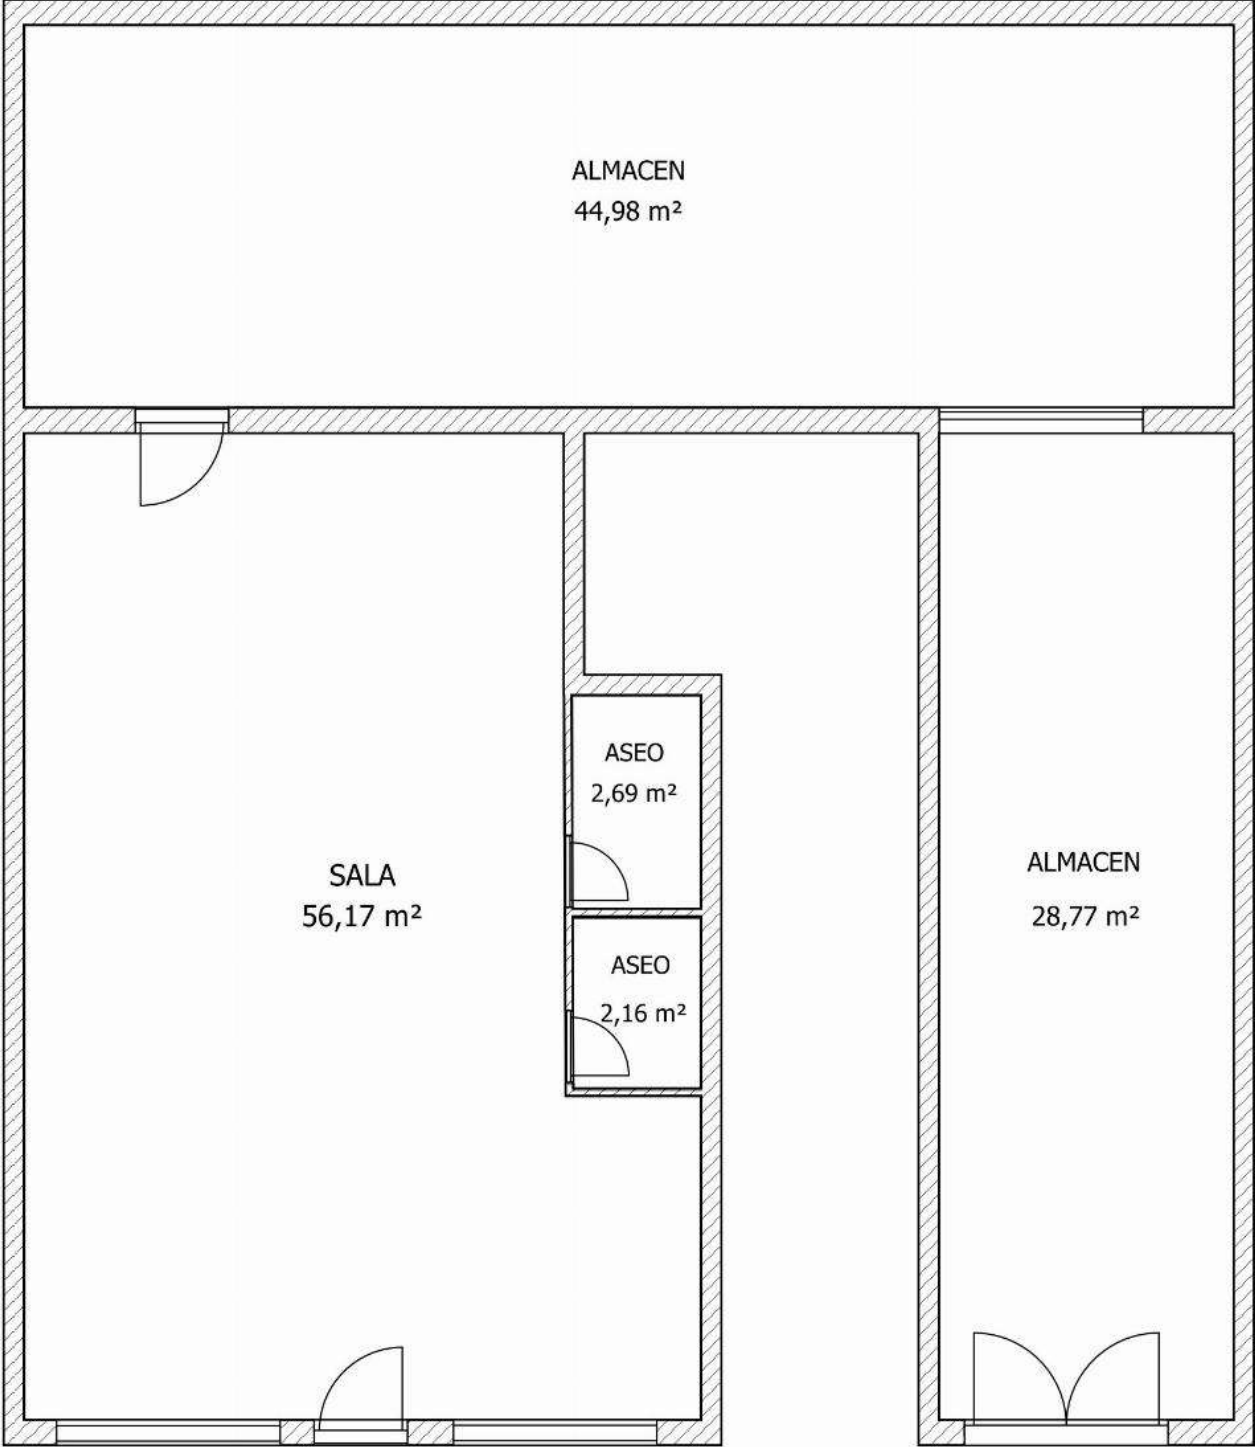 ALMACEN
44,98 m²
ASEO
2,69 m²
SALA
56,17 m²
ALMACEN
28,77 m²
ASEO
2,16 m²